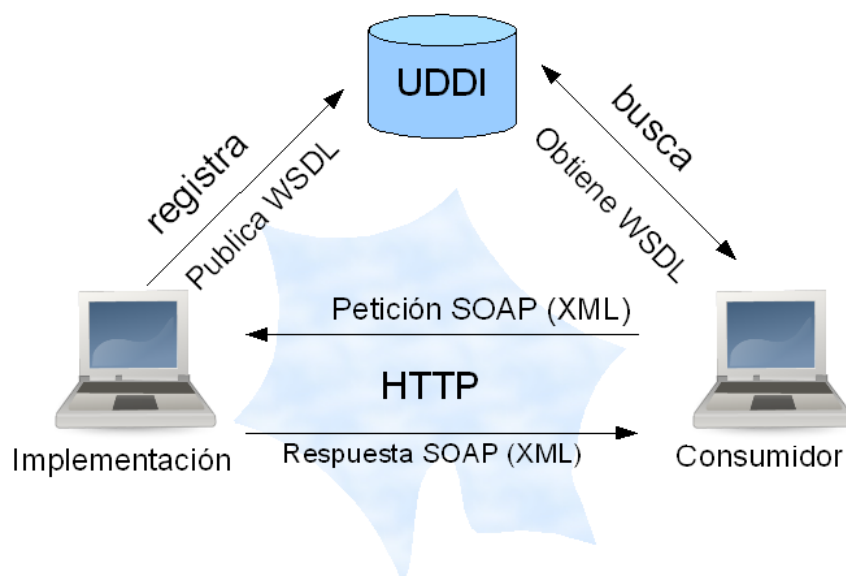 UDDI
registra
Publica WSDL
busca
Obtiene WSDL
Petición SOAP (XML)
HTTP
Respuesta SOAP (XML)
Implementación
Consumidor